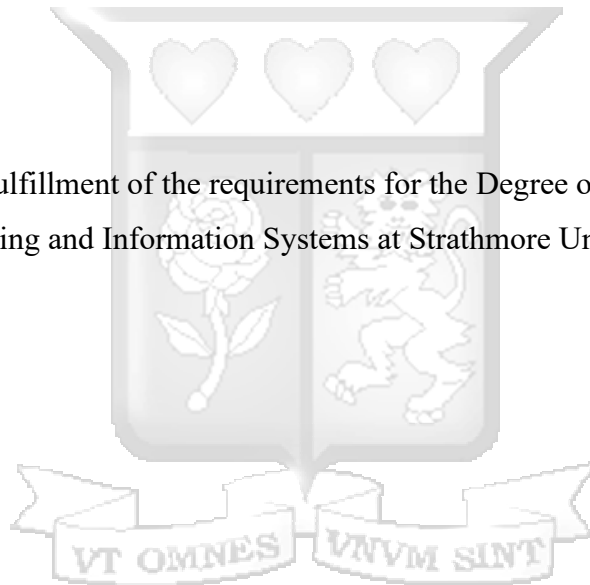 ulfillment of the requirements for the Degree o
ing and Information Systems at Strathmore Un
VT OMNES VNVM SINT